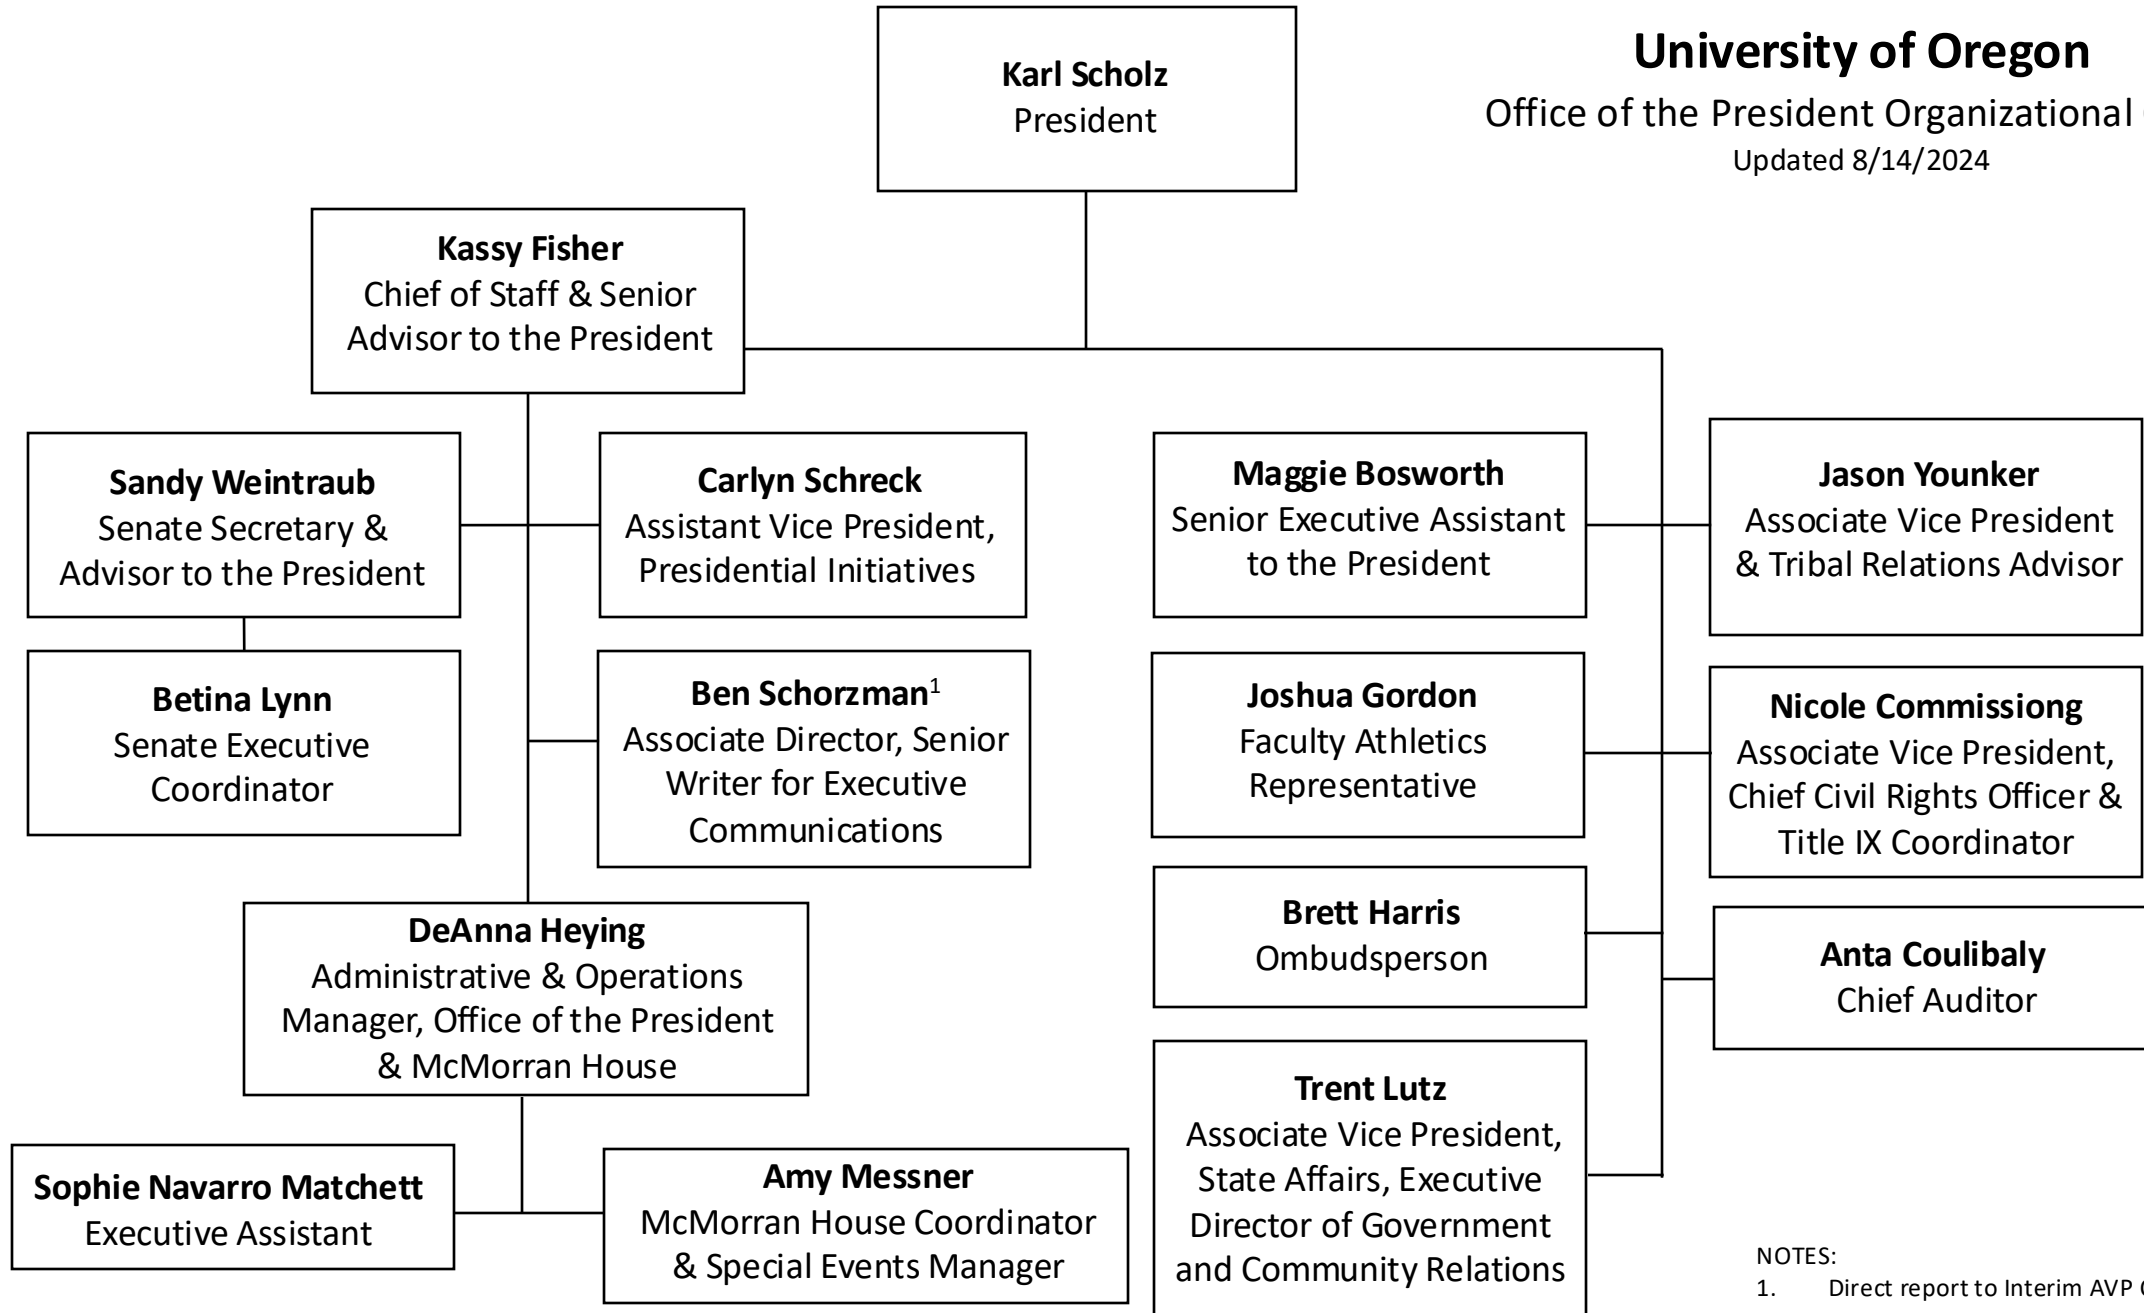 Karl Scholz
President
University of Oregon
Office of the President Organizational
Updated 8/14/2024
Kassy Fisher
Chief of Staff & Senior
Advisor to the President
Sandy Weintraub
Senate Secretary &
Advisor to the President
Carlyn Schreck
Assistant Vice President,
Presidential Initiatives
Maggie Bosworth
Senior Executive Assistant
to the President
Jason Younker
Associate Vice President
& Tribal Relations Advisor
Betina Lynn
Senate Executive
Coordinator
Ben Schorzman¹
Associate Director, Senior
Writer for Executive
Communications
Joshua Gordon
Faculty Athletics
Representative
Nicole Commissiong
Associate Vice President,
Chief Civil Rights Officer &
Title IX Coordinator
DeAnna Heying
Administrative & Operations
Manager, Office of the President
& McMorran House
Brett Harris
Ombudsperson
Anta Coulibaly
Chief Auditor
Sophie Navarro Matchett
Executive Assistant
Amy Messner
McMorran House Coordinator
& Special Events Manager
Trent Lutz
Associate Vice President,
State Affairs, Executive
Director of Government
and Community Relations
NOTES:
1. Direct report to Interim AVP